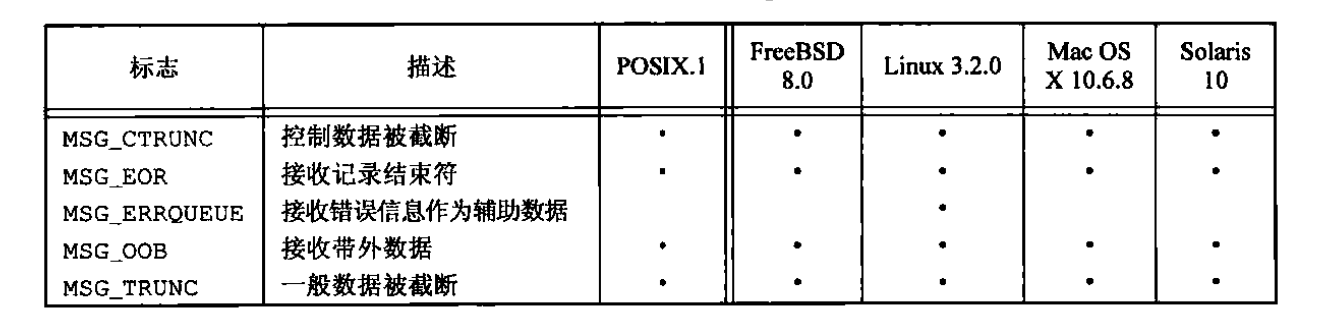 标志 描述 POSIX.1 FreeBSD 8.0 Linux 3.2.0 Mac OS X 10.6.8 Solaris 10
MSG_CTRUNC 控制数据被截断 • • • • •
MSG_EOR 接收记录结束符 • • • • •
MSG_ERRQUEUE 接收错误信息作为辅助数据 •
MSG_OOB 接收带外数据 • • • • •
MSG_TRUNC 一般数据被截断 • • • • •